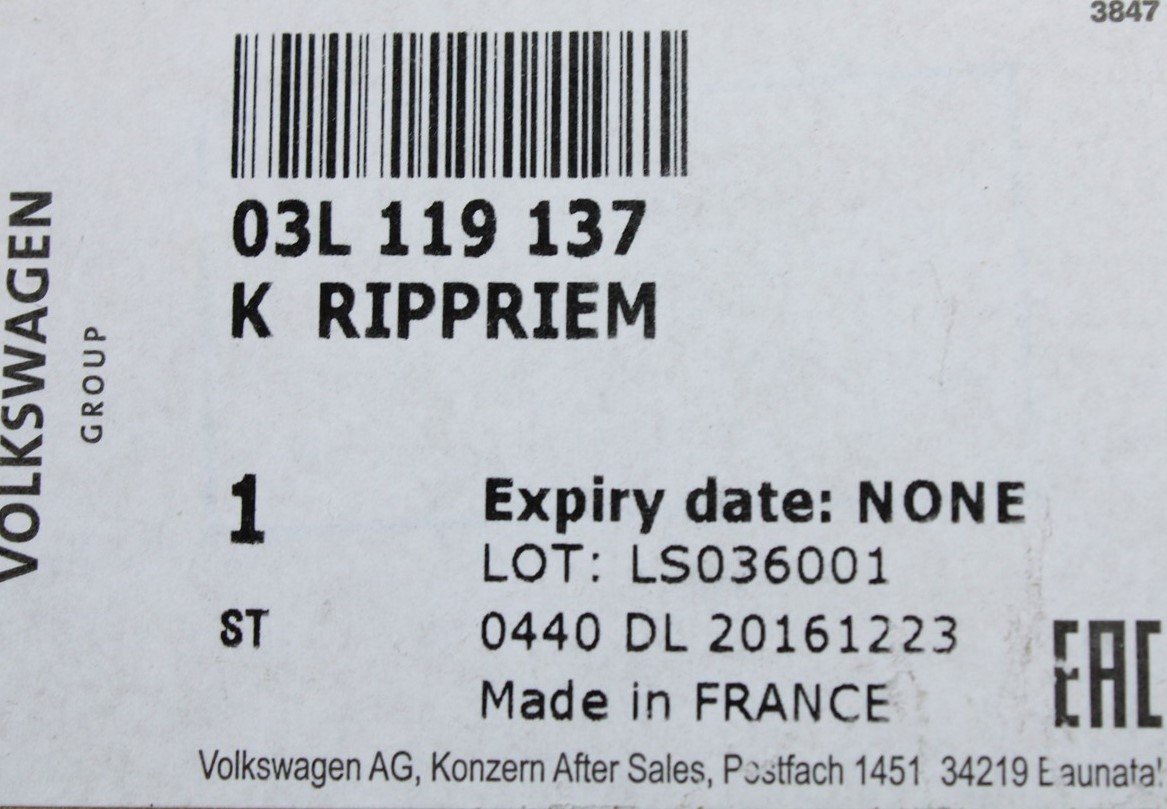 3847
VOLKSWAGEN
GROUP
03L 119 137
K RIPPRIEM
1
ST
Expiry date: NONE
LOT: LS036001
0440 DL 20161223
Made in FRANCE
EAC
Volkswagen AG, Konzern After Sales, Postfach 1451 34219